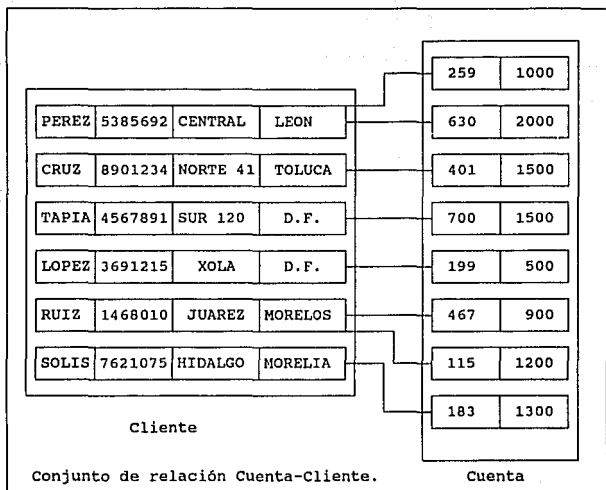 259 1000
PEREZ 5385692 CENTRAL LEON 630 2000
CRUZ 8901234 NORTE 41 TOLUCA 401 1500
TAPIA 4567891 SUR 120 D.F. 700 1500
LOPEZ 3691215 XOLA D.F. 199 500
RUIZ 1468010 JUAREZ MORELOS 467 900
SOLIS 7621075 HIDALGO MORELIA 115 1200
183 1300
Cliente
Conjunto de relación Cuenta-Cliente. Cuenta